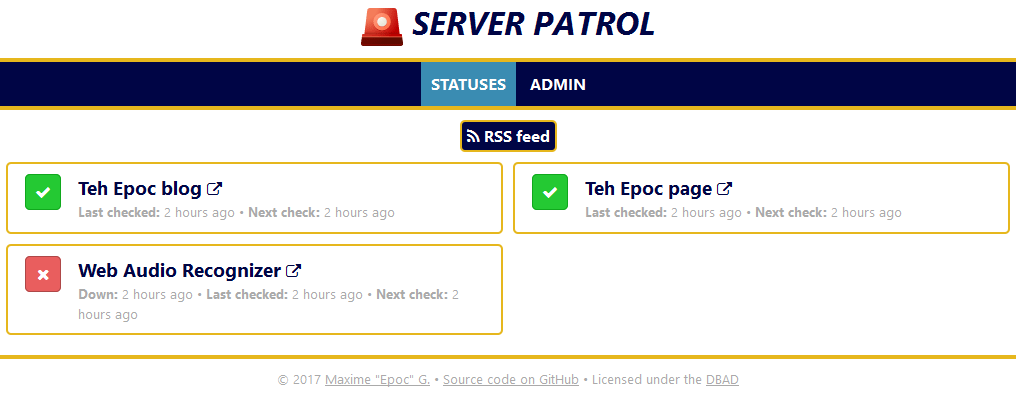 SERVER PATROL
STATUSES ADMIN
RSS feed
Teh Epoc blog
Last checked: 2 hours ago • Next check: 2 hours ago
Teh Epoc page
Last checked: 2 hours ago • Next check: 2 hours ago
Web Audio Recognizer
Down: 2 hours ago • Last checked: 2 hours ago • Next check: 2
hours ago
© 2017 Maxime "Epoc" G. • Source code on GitHub • Licensed under the DBAD